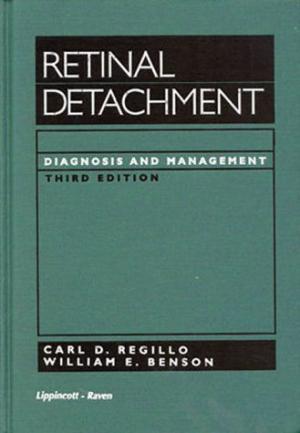 RETINAL
DETACHMENT
DIAGNOSIS AND MANAGEMENT
THIRD EDITION
CARL D. REGILLO
WILLIAM E. BENSON
Lippincott - Raven